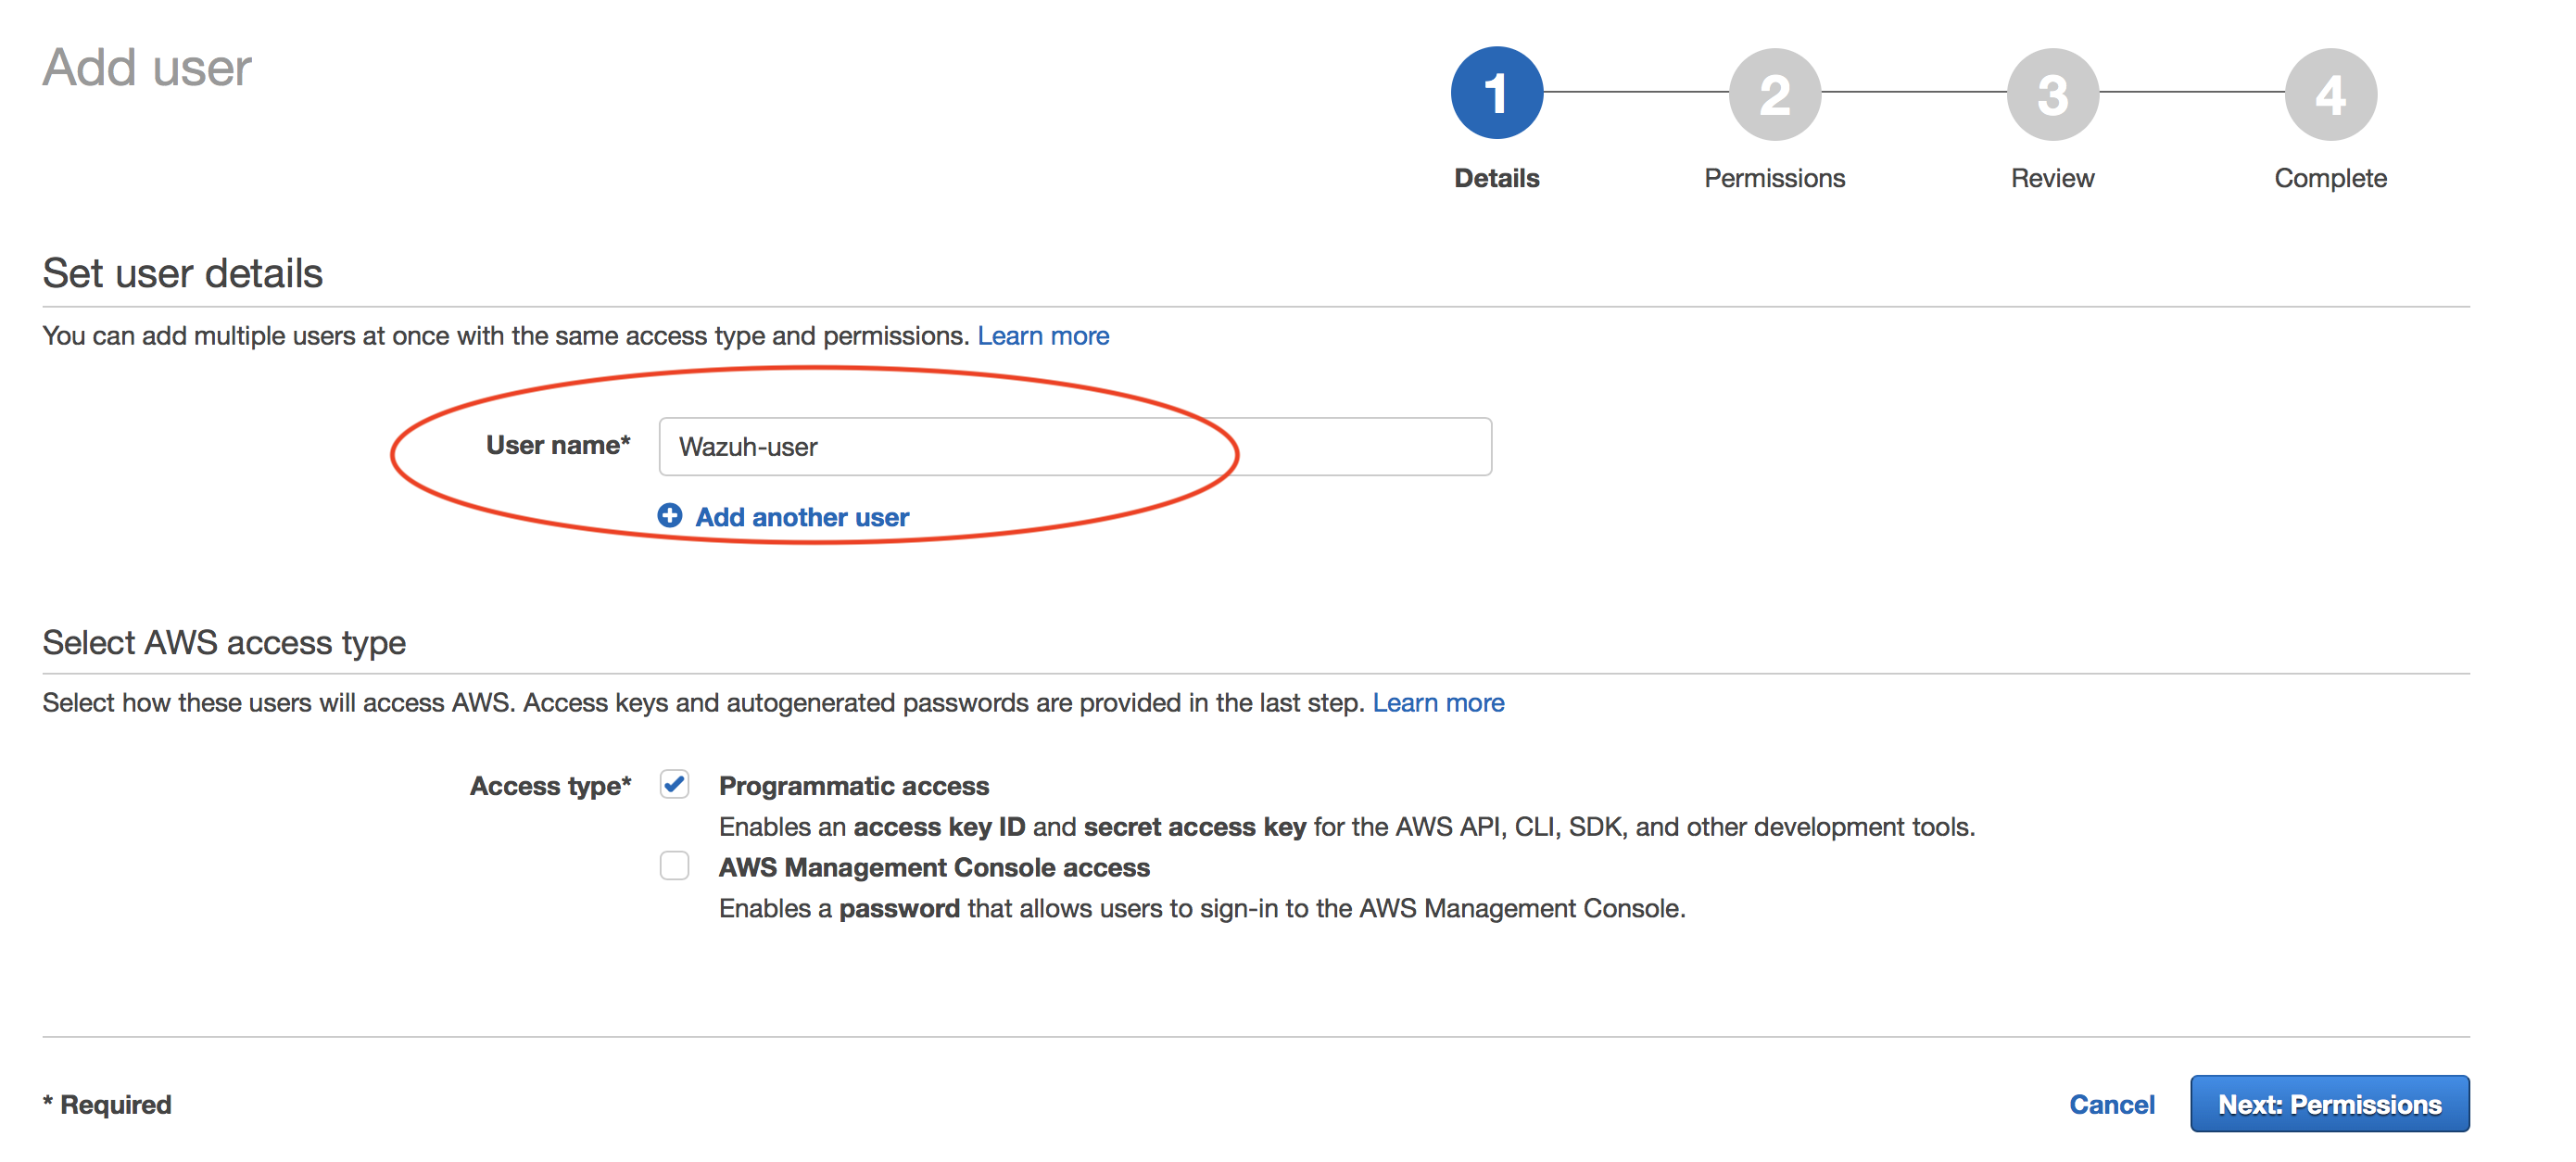 Add user
1 2 3 4
Details Permissions Review Complete
Set user details
You can add multiple users at once with the same access type and permissions. Learn more
User name* Wazuh-user
Add another user
Select AWS access type
Select how these users will access AWS. Access keys and autogenerated passwords are provided in the last step. Learn more
Access type* Programmatic access
Enables an access key ID and secret access key for the AWS API, CLI, SDK, and other development tools.
AWS Management Console access
Enables a password that allows users to sign-in to the AWS Management Console.
* Required Cancel Next: Permissions